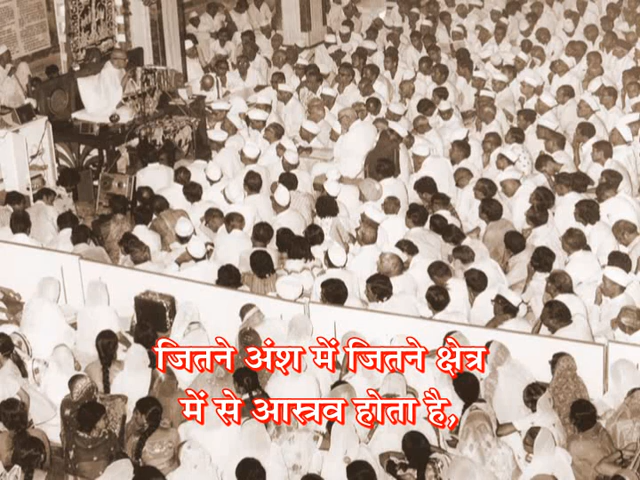 जितने अंश में जितने क्षेत्र
में से आस्रव होता है,